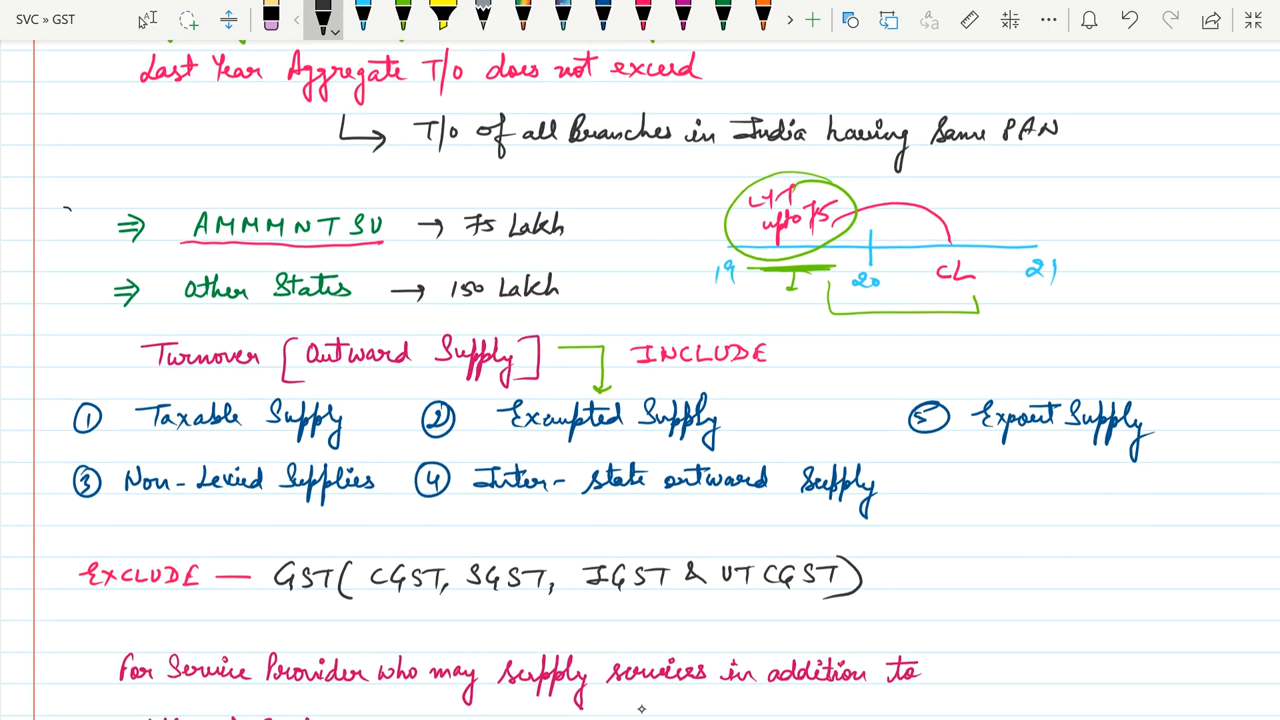 SVC » GST
Last Year Aggregate T/O does not exceed
T/O of all Branches in India having Same PAN
⇒ AMMMNTSU → 75 Lakh
LYT
upto 75
19 I 20 CL 21
⇒ Other States → 150 Lakh
Turnover [Outward Supply] INCLUDE
① Taxable Supply ② Exempted Supply ⑤ Export Supply
③ Non-Levied Supplies ④ Inter-State outward Supply
EXCLUDE — GST( CGST, SGST, IGST & UTCGST)
For Service Provider who may supply services in addition to